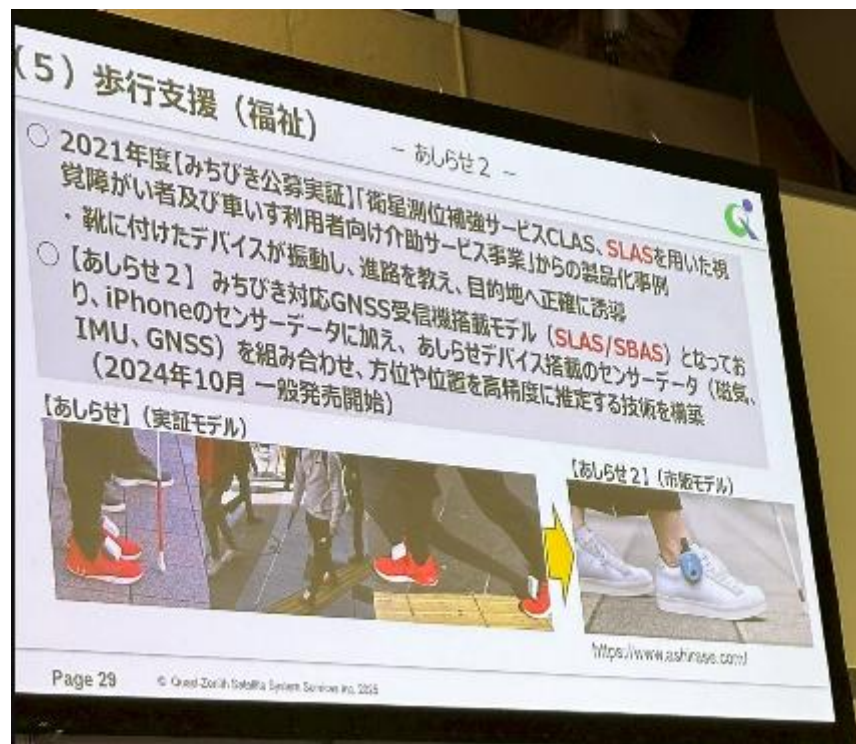 (5)歩行支援(福祉)
- あしらせ2 -
○ 2021年度【みちびき公募実証】「衛星測位補強サービスCLAS、SLASを用いた視
覚障がい者及び車いす利用者向け介助サービス事業」からの製品化事例
・靴に付けたデバイスが振動し、進路を教え、目的地へ正確に誘導
○【あしらせ2】 みちびき対応GNSS受信機搭載モデル(SLAS/SBAS)となってお
り、iPhoneのセンサーデータに加え、あしらせデバイス搭載のセンサーデータ(磁気、
IMU、GNSS)を組み合わせ、方位や位置を高精度に推定する技術を構築
(2024年10月 一般発売開始)
【あしらせ】(実証モデル)
【あしらせ2】(市販モデル)
https://www.ashirase.com/
Page 29
© Quasi-Zenith Satellite System Services Inc. 2025